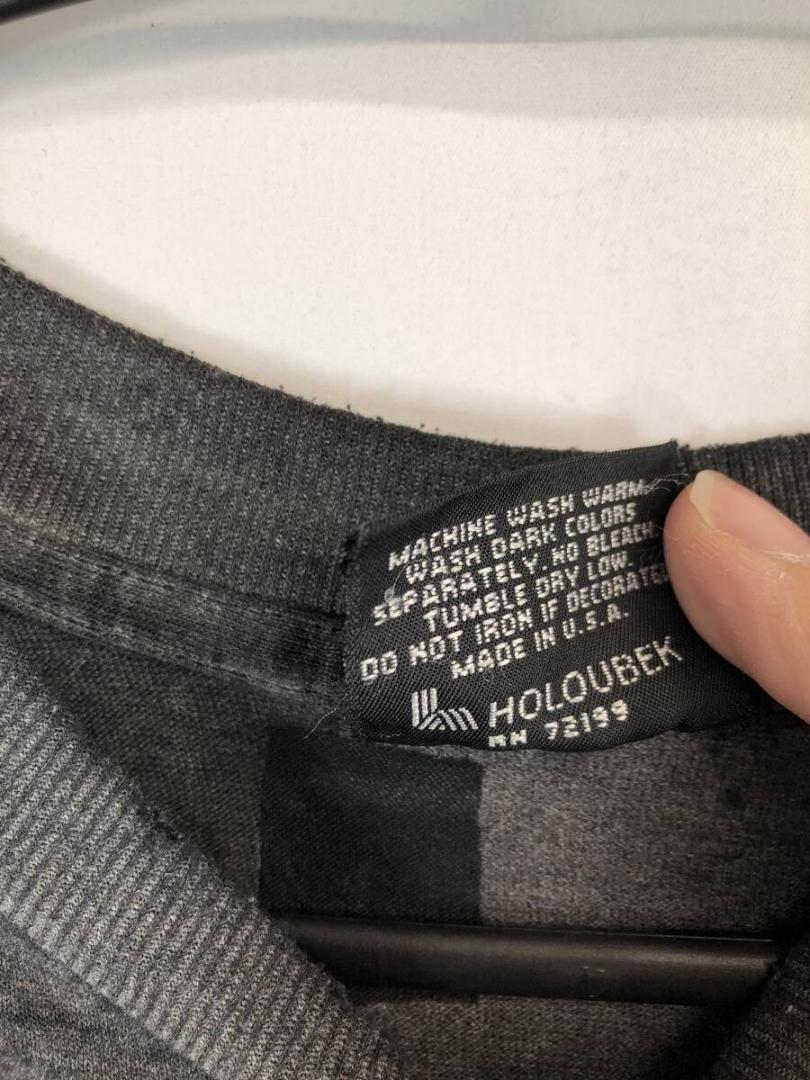 MACHINE WASH WARM.
WASH DARK COLORS
SEPARATELY. NO BLEACH
TUMBLE DRY LOW.
DO NOT IRON IF DECORATED
MADE IN U.S.A.
HOLOUBEK
RN 72199